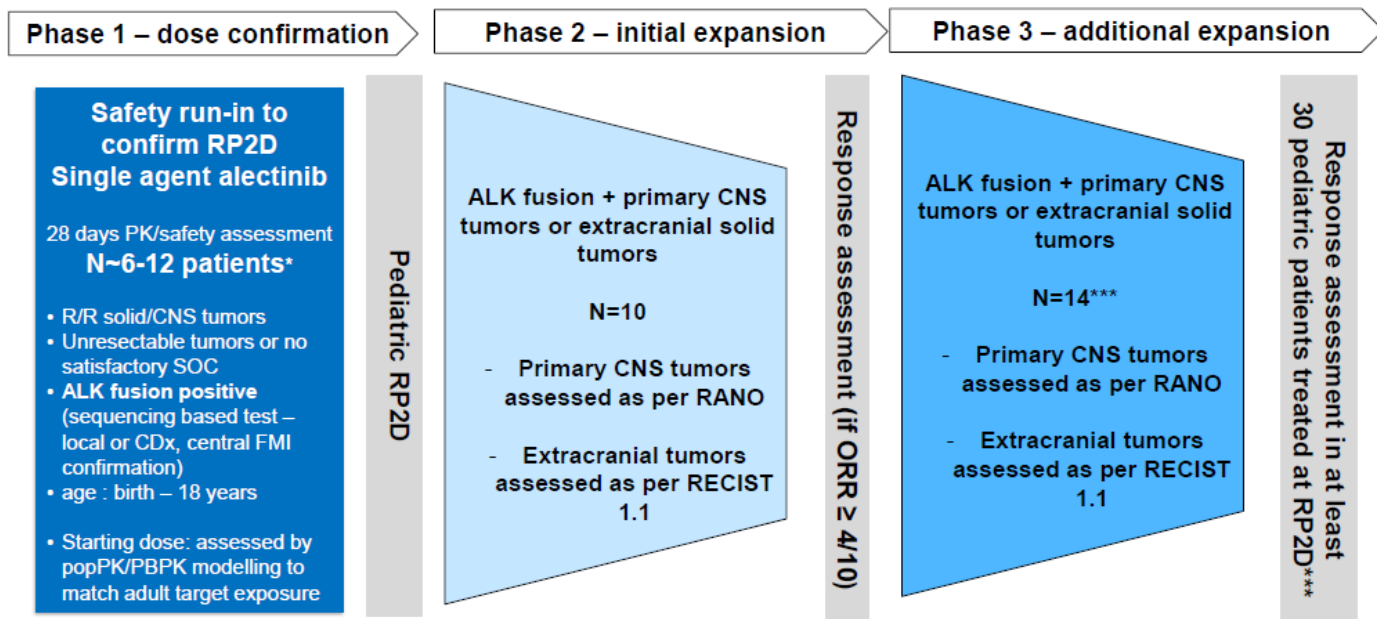 Phase 1 – dose confirmation
Phase 2 – initial expansion
Phase 3 – additional expansion
Safety run-in to
confirm RP2D
Single agent alectinib
28 days PK/safety assessment
N~6-12 patients*
• R/R solid/CNS tumors
• Unresectable tumors or no
satisfactory SOC
• ALK fusion positive
(sequencing based test –
local or CDx, central FMI
confirmation)
• age : birth – 18 years
• Starting dose: assessed by
popPK/PBPK modelling to
match adult target exposure
Pediatric RP2D
ALK fusion + primary CNS
tumors or extracranial solid
tumors
N=10
- Primary CNS tumors
assessed as per RANO
- Extracranial tumors
assessed as per RECIST
1.1
Response assessment (if ORR ≥ 4/10)
ALK fusion + primary CNS
tumors or extracranial solid
tumors
N=14***
- Primary CNS tumors
assessed as per RANO
- Extracranial tumors
assessed as per RECIST
1.1
Response assessment in at least
30 pediatric patients treated at RP2D***